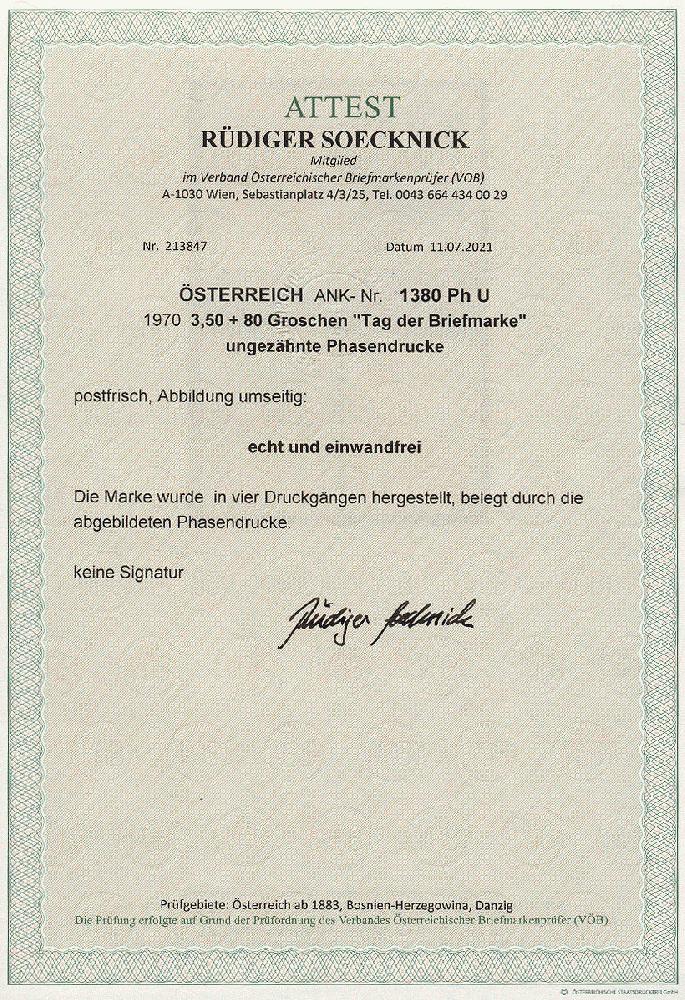 ATTEST
RÜDIGER SOECKNICK
Mitglied
im Verband Österreichischer Briefmarkenprüfer (VÖB)
A-1030 Wien, Sebastianplatz 4/3/25, Tel. 0043 664 434 00 29
Nr. 213847 Datum 11.07.2021
ÖSTERREICH ANK- Nr. 1380 Ph U
1970 3,50 + 80 Groschen "Tag der Briefmarke"
ungezähnte Phasendrucke
postfrisch, Abbildung umseitig:
echt und einwandfrei
Die Marke wurde in vier Druckgängen hergestellt, belegt durch die
abgebildeten Phasendrucke.
keine Signatur
Rüdiger Soecknick
Prüfgebiete: Österreich ab 1883, Bosnien-Herzegowina, Danzig
Die Prüfung erfolgte auf Grund der Prüfordnung des Verbandes Österreichischer Briefmarkenprüfer (VÖB)
ÖSTERREICHISCHE STAATSDRUCKEREI GmbH